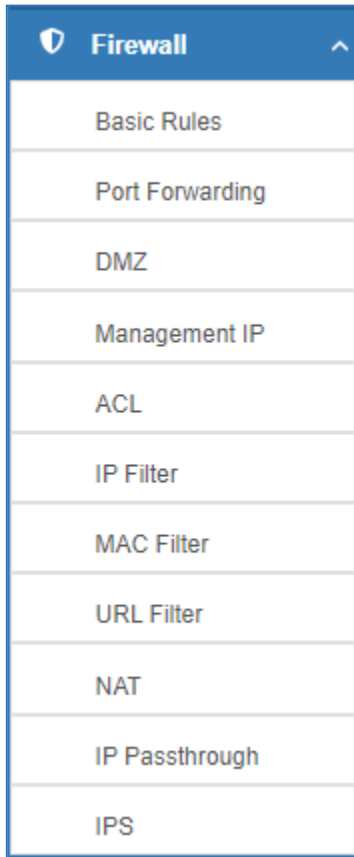 Firewall
Basic Rules
Port Forwarding
DMZ
Management IP
ACL
IP Filter
MAC Filter
URL Filter
NAT
IP Passthrough
IPS